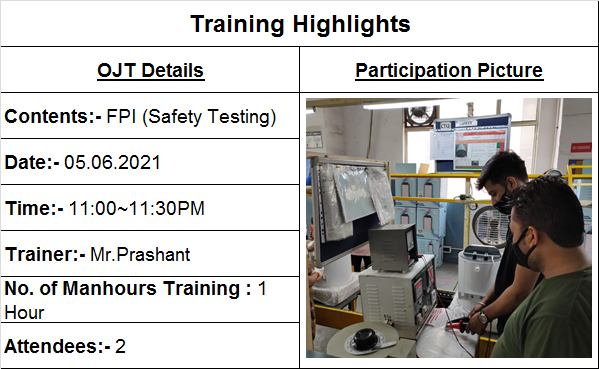 Training Highlights
OJT Details
Participation Picture
Contents:- FPI (Safety Testing)
Date:- 05.06.2021
Time:- 11:00~11:30PM
Trainer:- Mr.Prashant
No. of Manhours Training : 1
Hour
Attendees:- 2
CTQ